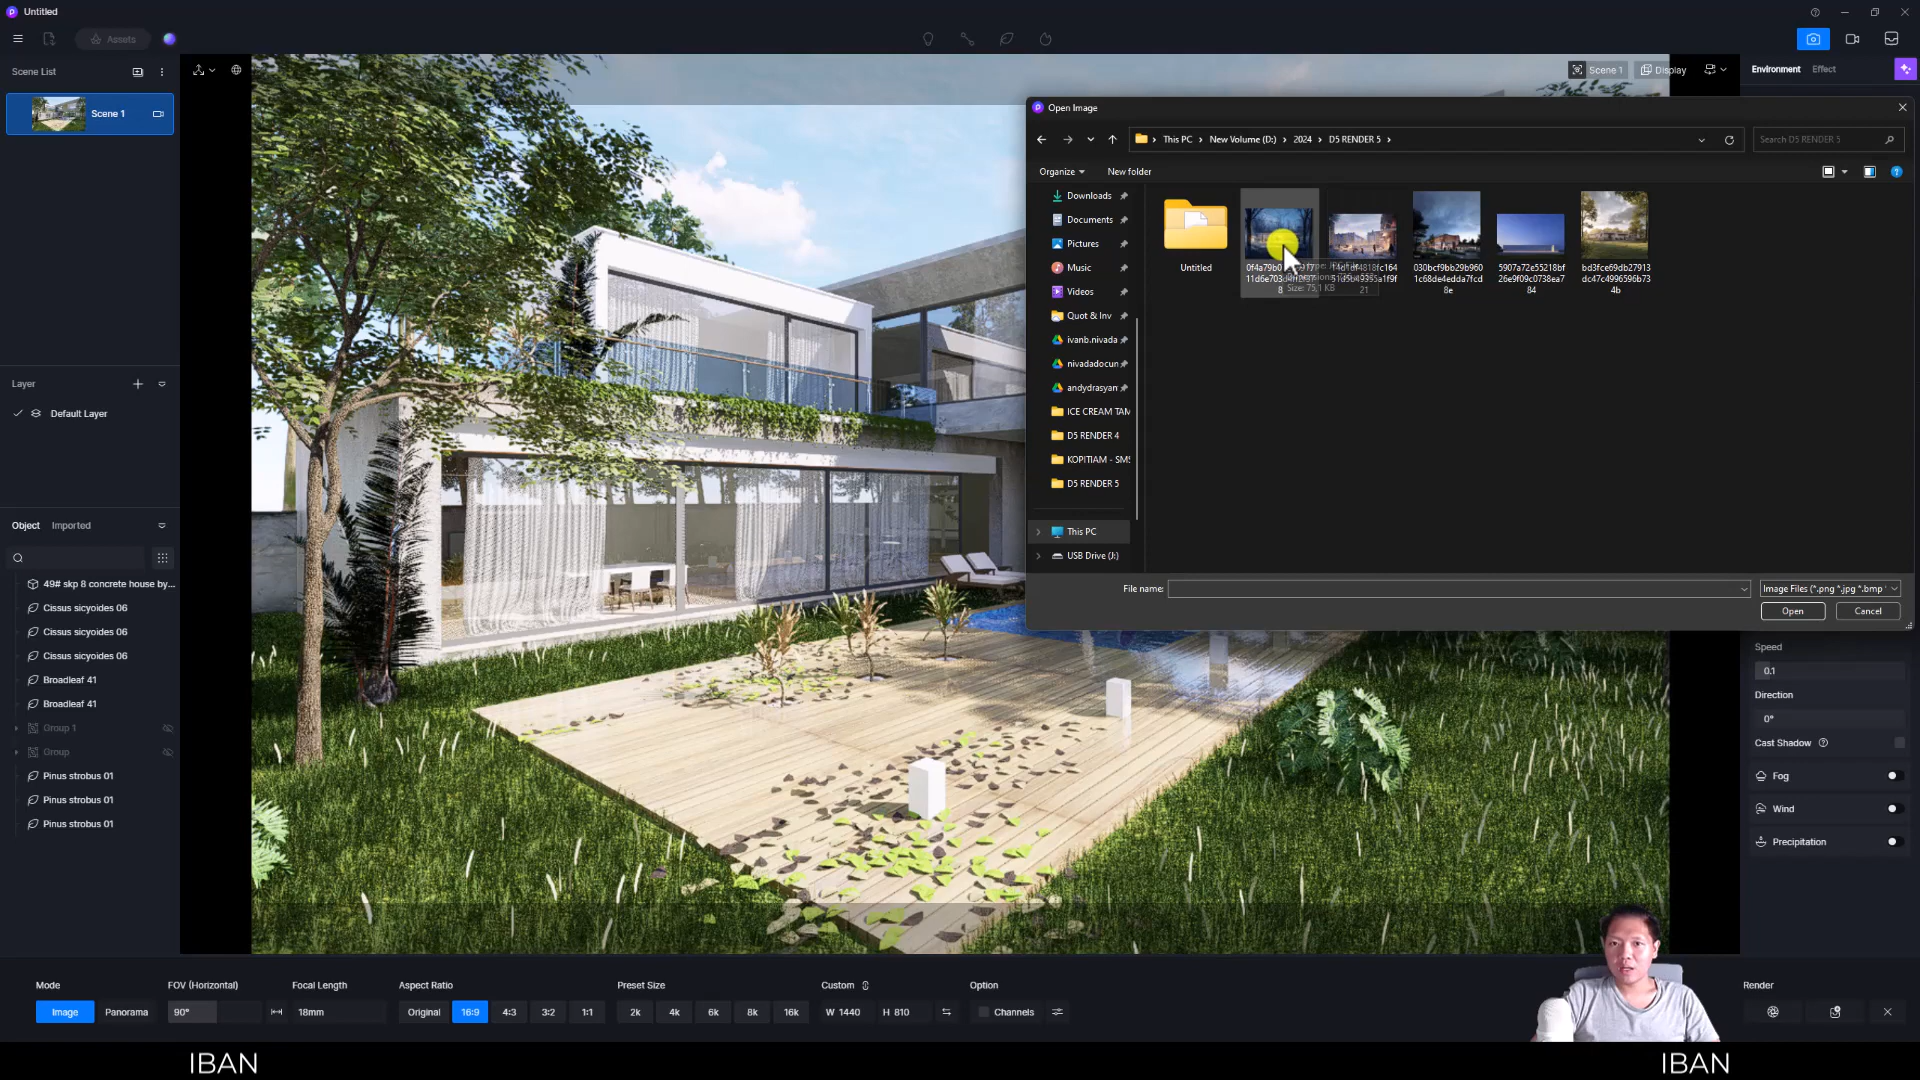 Untitled
Assets
Scene List
Scene 1
Layer
Default Layer
Object Imported
49# skp 8 concrete house by...
Cissus sicyoides 06
Cissus sicyoides 06
Cissus sicyoides 06
Broadleaf 41
Broadleaf 41
Group 1
Group
Pinus strobus 01
Pinus strobus 01
Pinus strobus 01
Scene 1 Display
Environment Effect
Open Image
This PC New Volume (D:) 2024 D5 RENDER 5
Search D5 RENDER 5
Organize New folder
Downloads
Documents
Pictures
Music
Videos
Quot & Inv
ivanb.nivada
nivadadocun
andydrasyan
ICE CREAM TAM
D5 RENDER 4
KOPITIAM - SMS
D5 RENDER 5
This PC
USB Drive (J:)
Untitled
Size: 75,1 KB
030bcf9bb29b960
1c68de4edda7fcd
8e
5907a72e55218bf
26e9f09c0738ea7
84
bd3fce69db27913
dc47c4996596b73
4b
File name:
Image Files (*.png *.jpg *.bmp *
Open Cancel
Speed
0.1
Direction
0°
Cast Shadow
Fog
Wind
Precipitation
Mode FOV (Horizontal) Focal Length Aspect Ratio Preset Size Custom Option Render
Image Panorama 90° 18mm Original 16:9 4:3 3:2 1:1 2k 4k 6k 8k 16k W 1440 H 810 Channels
IBAN IBAN